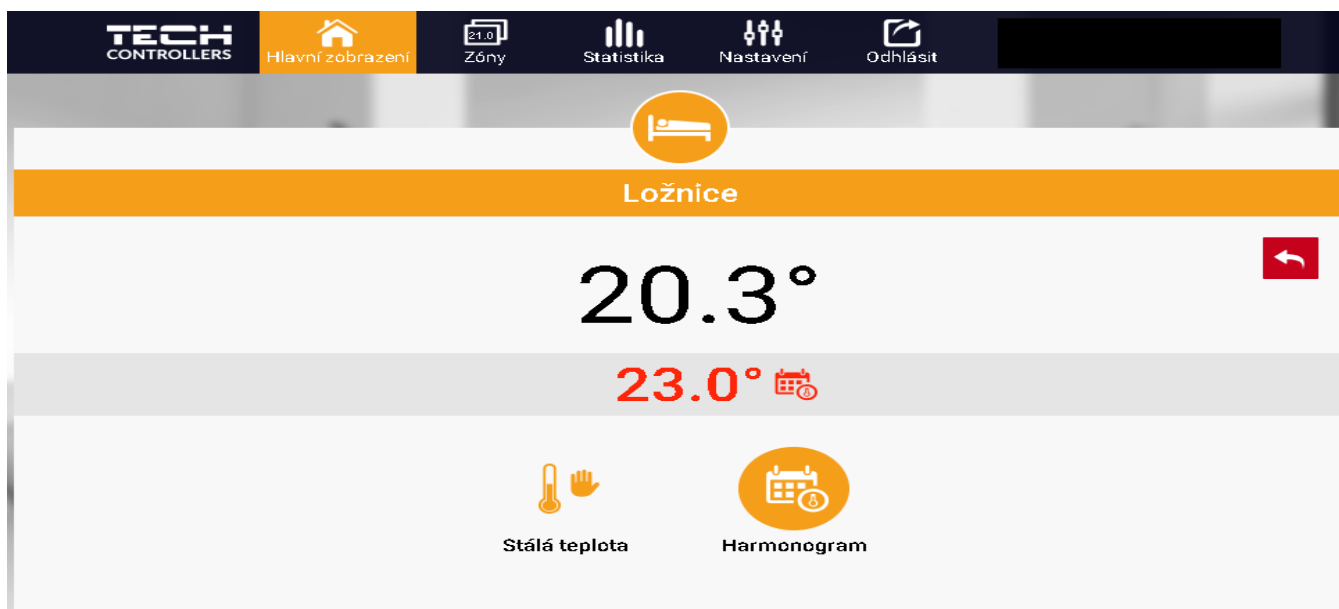 TECH
CONTROLLERS
Hlavní zobrazení
21.0
Zóny
Statistika
Nastavení
Odhlásit
Ložnice
20.3°
23.0°
Stálá teplota
Harmonogram